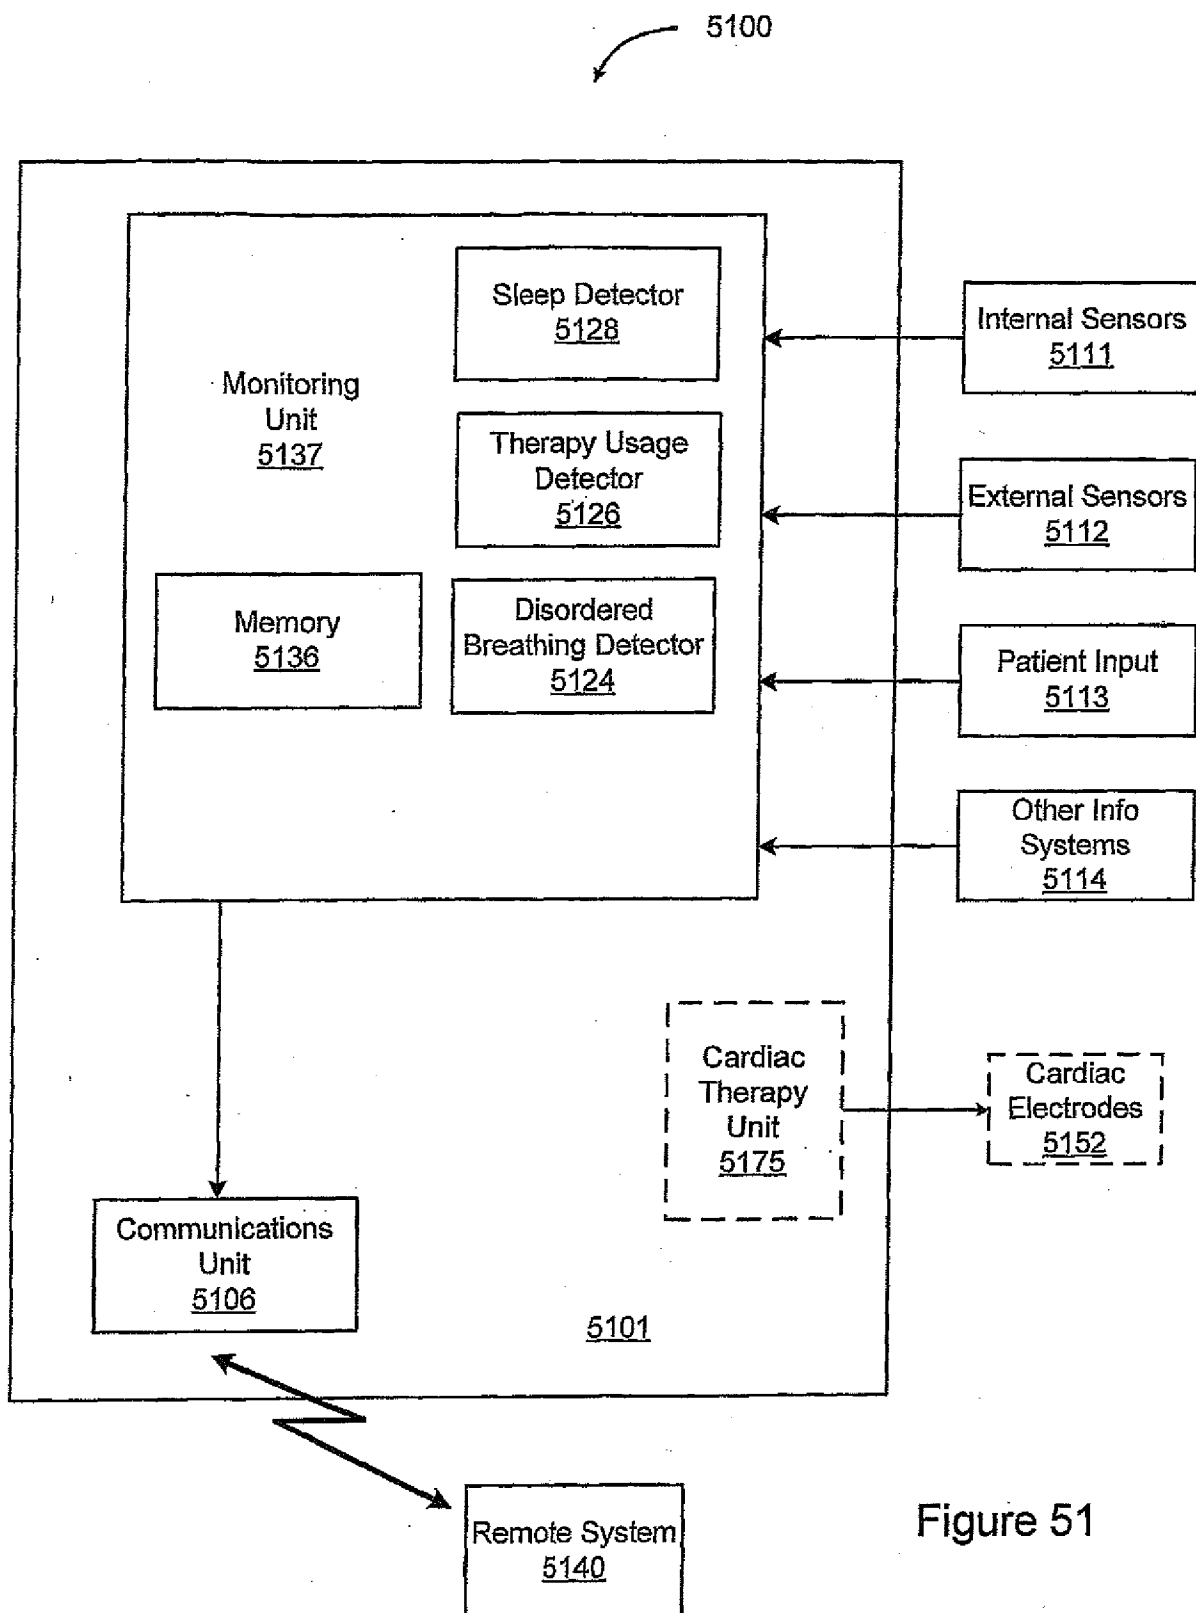 5100
Sleep Detector
5128
Monitoring
Unit
5137
Therapy Usage
Detector
5126
Memory
5136
Disordered
Breathing Detector
5124
Internal Sensors
5111
External Sensors
5112
Patient Input
5113
Other Info
Systems
5114
Cardiac
Therapy
Unit
5175
Cardiac
Electrodes
5152
Communications
Unit
5106
5101
Remote System
5140
Figure 51